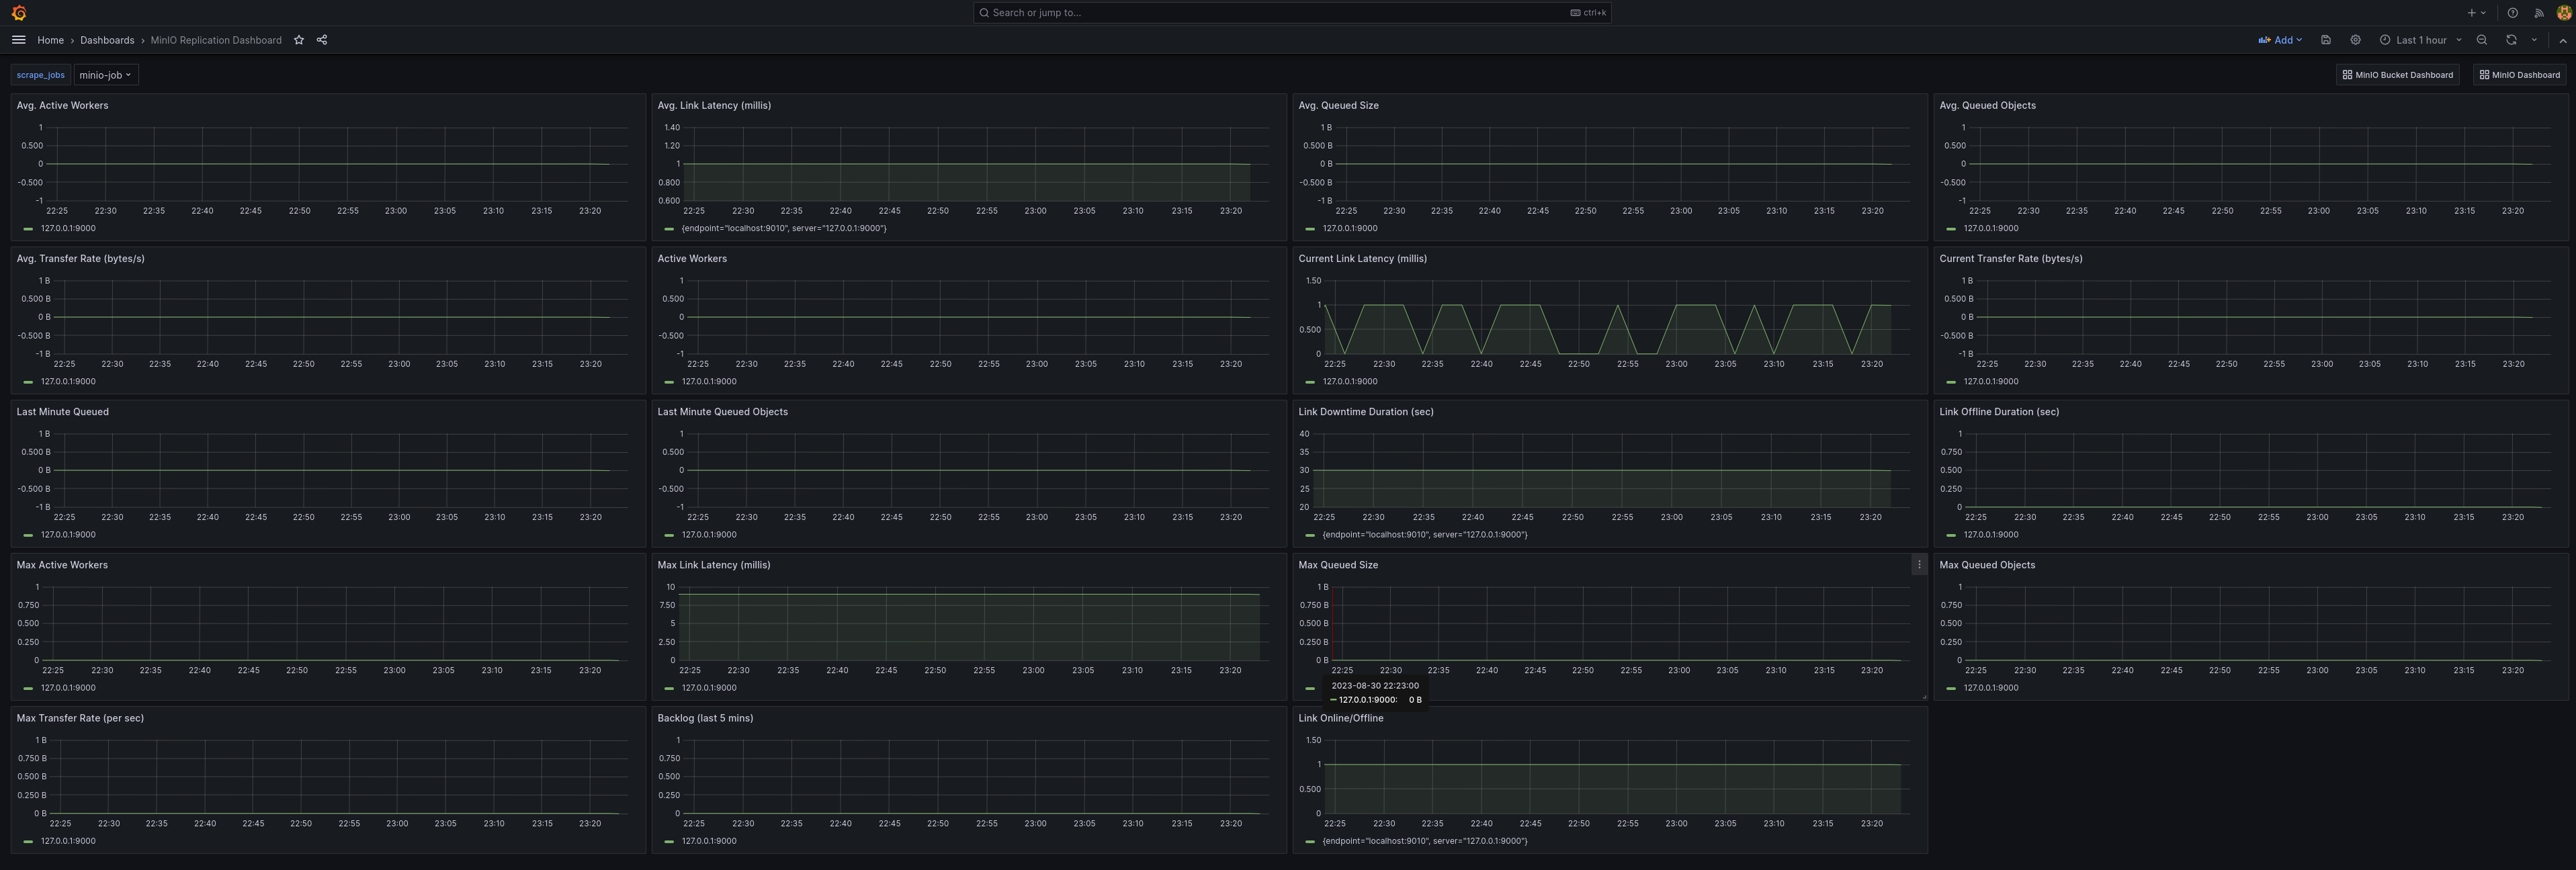 Search or jump to...
ctrl+k
Home › Dashboards › MinIO Replication Dashboard
Add
Last 1 hour
scrape_jobs
minio-job
MinIO Bucket Dashboard
MinIO Dashboard
Avg. Active Workers
1
0.500
0
-0.500
-1
22:25 22:30 22:35 22:40 22:45 22:50 22:55 23:00 23:05 23:10 23:15 23:20
127.0.0.1:9000
Avg. Link Latency (millis)
1.40
1.20
1
0.800
0.600
22:25 22:30 22:35 22:40 22:45 22:50 22:55 23:00 23:05 23:10 23:15 23:20
{endpoint="localhost:9010", server="127.0.0.1:9000"}
Avg. Queued Size
1 B
0.500 B
0 B
-0.500 B
-1 B
22:25 22:30 22:35 22:40 22:45 22:50 22:55 23:00 23:05 23:10 23:15 23:20
127.0.0.1:9000
Avg. Queued Objects
1
0.500
0
-0.500
-1
22:25 22:30 22:35 22:40 22:45 22:50 22:55 23:00 23:05 23:10 23:15 23:20
127.0.0.1:9000
Avg. Transfer Rate (bytes/s)
1 B
0.500 B
0 B
-0.500 B
-1 B
22:25 22:30 22:35 22:40 22:45 22:50 22:55 23:00 23:05 23:10 23:15 23:20
127.0.0.1:9000
Active Workers
1
0.500
0
-0.500
-1
22:25 22:30 22:35 22:40 22:45 22:50 22:55 23:00 23:05 23:10 23:15 23:20
127.0.0.1:9000
Current Link Latency (millis)
1.50
1
0.500
0
22:25 22:30 22:35 22:40 22:45 22:50 22:55 23:00 23:05 23:10 23:15 23:20
127.0.0.1:9000
Current Transfer Rate (bytes/s)
1 B
0.500 B
0 B
-0.500 B
-1 B
22:25 22:30 22:35 22:40 22:45 22:50 22:55 23:00 23:05 23:10 23:15 23:20
127.0.0.1:9000
Last Minute Queued
1 B
0.500 B
0 B
-0.500 B
-1 B
22:25 22:30 22:35 22:40 22:45 22:50 22:55 23:00 23:05 23:10 23:15 23:20
127.0.0.1:9000
Last Minute Queued Objects
1
0.500
0
-0.500
-1
22:25 22:30 22:35 22:40 22:45 22:50 22:55 23:00 23:05 23:10 23:15 23:20
127.0.0.1:9000
Link Downtime Duration (sec)
40
35
30
25
20
22:25 22:30 22:35 22:40 22:45 22:50 22:55 23:00 23:05 23:10 23:15 23:20
{endpoint="localhost:9010", server="127.0.0.1:9000"}
Link Offline Duration (sec)
1
0.750
0.500
0.250
0
22:25 22:30 22:35 22:40 22:45 22:50 22:55 23:00 23:05 23:10 23:15 23:20
127.0.0.1:9000
Max Active Workers
1
0.750
0.500
0.250
0
22:25 22:30 22:35 22:40 22:45 22:50 22:55 23:00 23:05 23:10 23:15 23:20
127.0.0.1:9000
Max Link Latency (millis)
10
7.50
5
2.50
0
22:25 22:30 22:35 22:40 22:45 22:50 22:55 23:00 23:05 23:10 23:15 23:20
127.0.0.1:9000
Max Queued Size
1 B
0.750 B
0.500 B
0.250 B
0 B
22:25 22:30 22:35 22:40 22:45 22:50 22:55 23:00 23:05 23:10 23:15 23:20
2023-08-30 22:23:00
127.0.0.1:9000: 0 B
Max Queued Objects
1
0.750
0.500
0.250
0
22:25 22:30 22:35 22:40 22:45 22:50 22:55 23:00 23:05 23:10 23:15 23:20
127.0.0.1:9000
Max Transfer Rate (per sec)
1 B
0.750 B
0.500 B
0.250 B
0 B
22:25 22:30 22:35 22:40 22:45 22:50 22:55 23:00 23:05 23:10 23:15 23:20
127.0.0.1:9000
Backlog (last 5 mins)
1
0.750
0.500
0.250
0
22:25 22:30 22:35 22:40 22:45 22:50 22:55 23:00 23:05 23:10 23:15 23:20
127.0.0.1:9000
Link Online/Offline
1.50
1
0.500
0
22:25 22:30 22:35 22:40 22:45 22:50 22:55 23:00 23:05 23:10 23:15 23:20
{endpoint="localhost:9010", server="127.0.0.1:9000"}